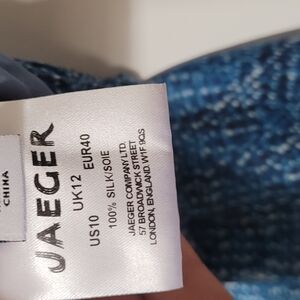 JAEGER
UK12 EUR40
US10
100% SILK/SOIE
JAEGER COMPANY LTD.
57 BROADWICK STREET
LONDON, ENGLAND. W1F 9QS
CHINA